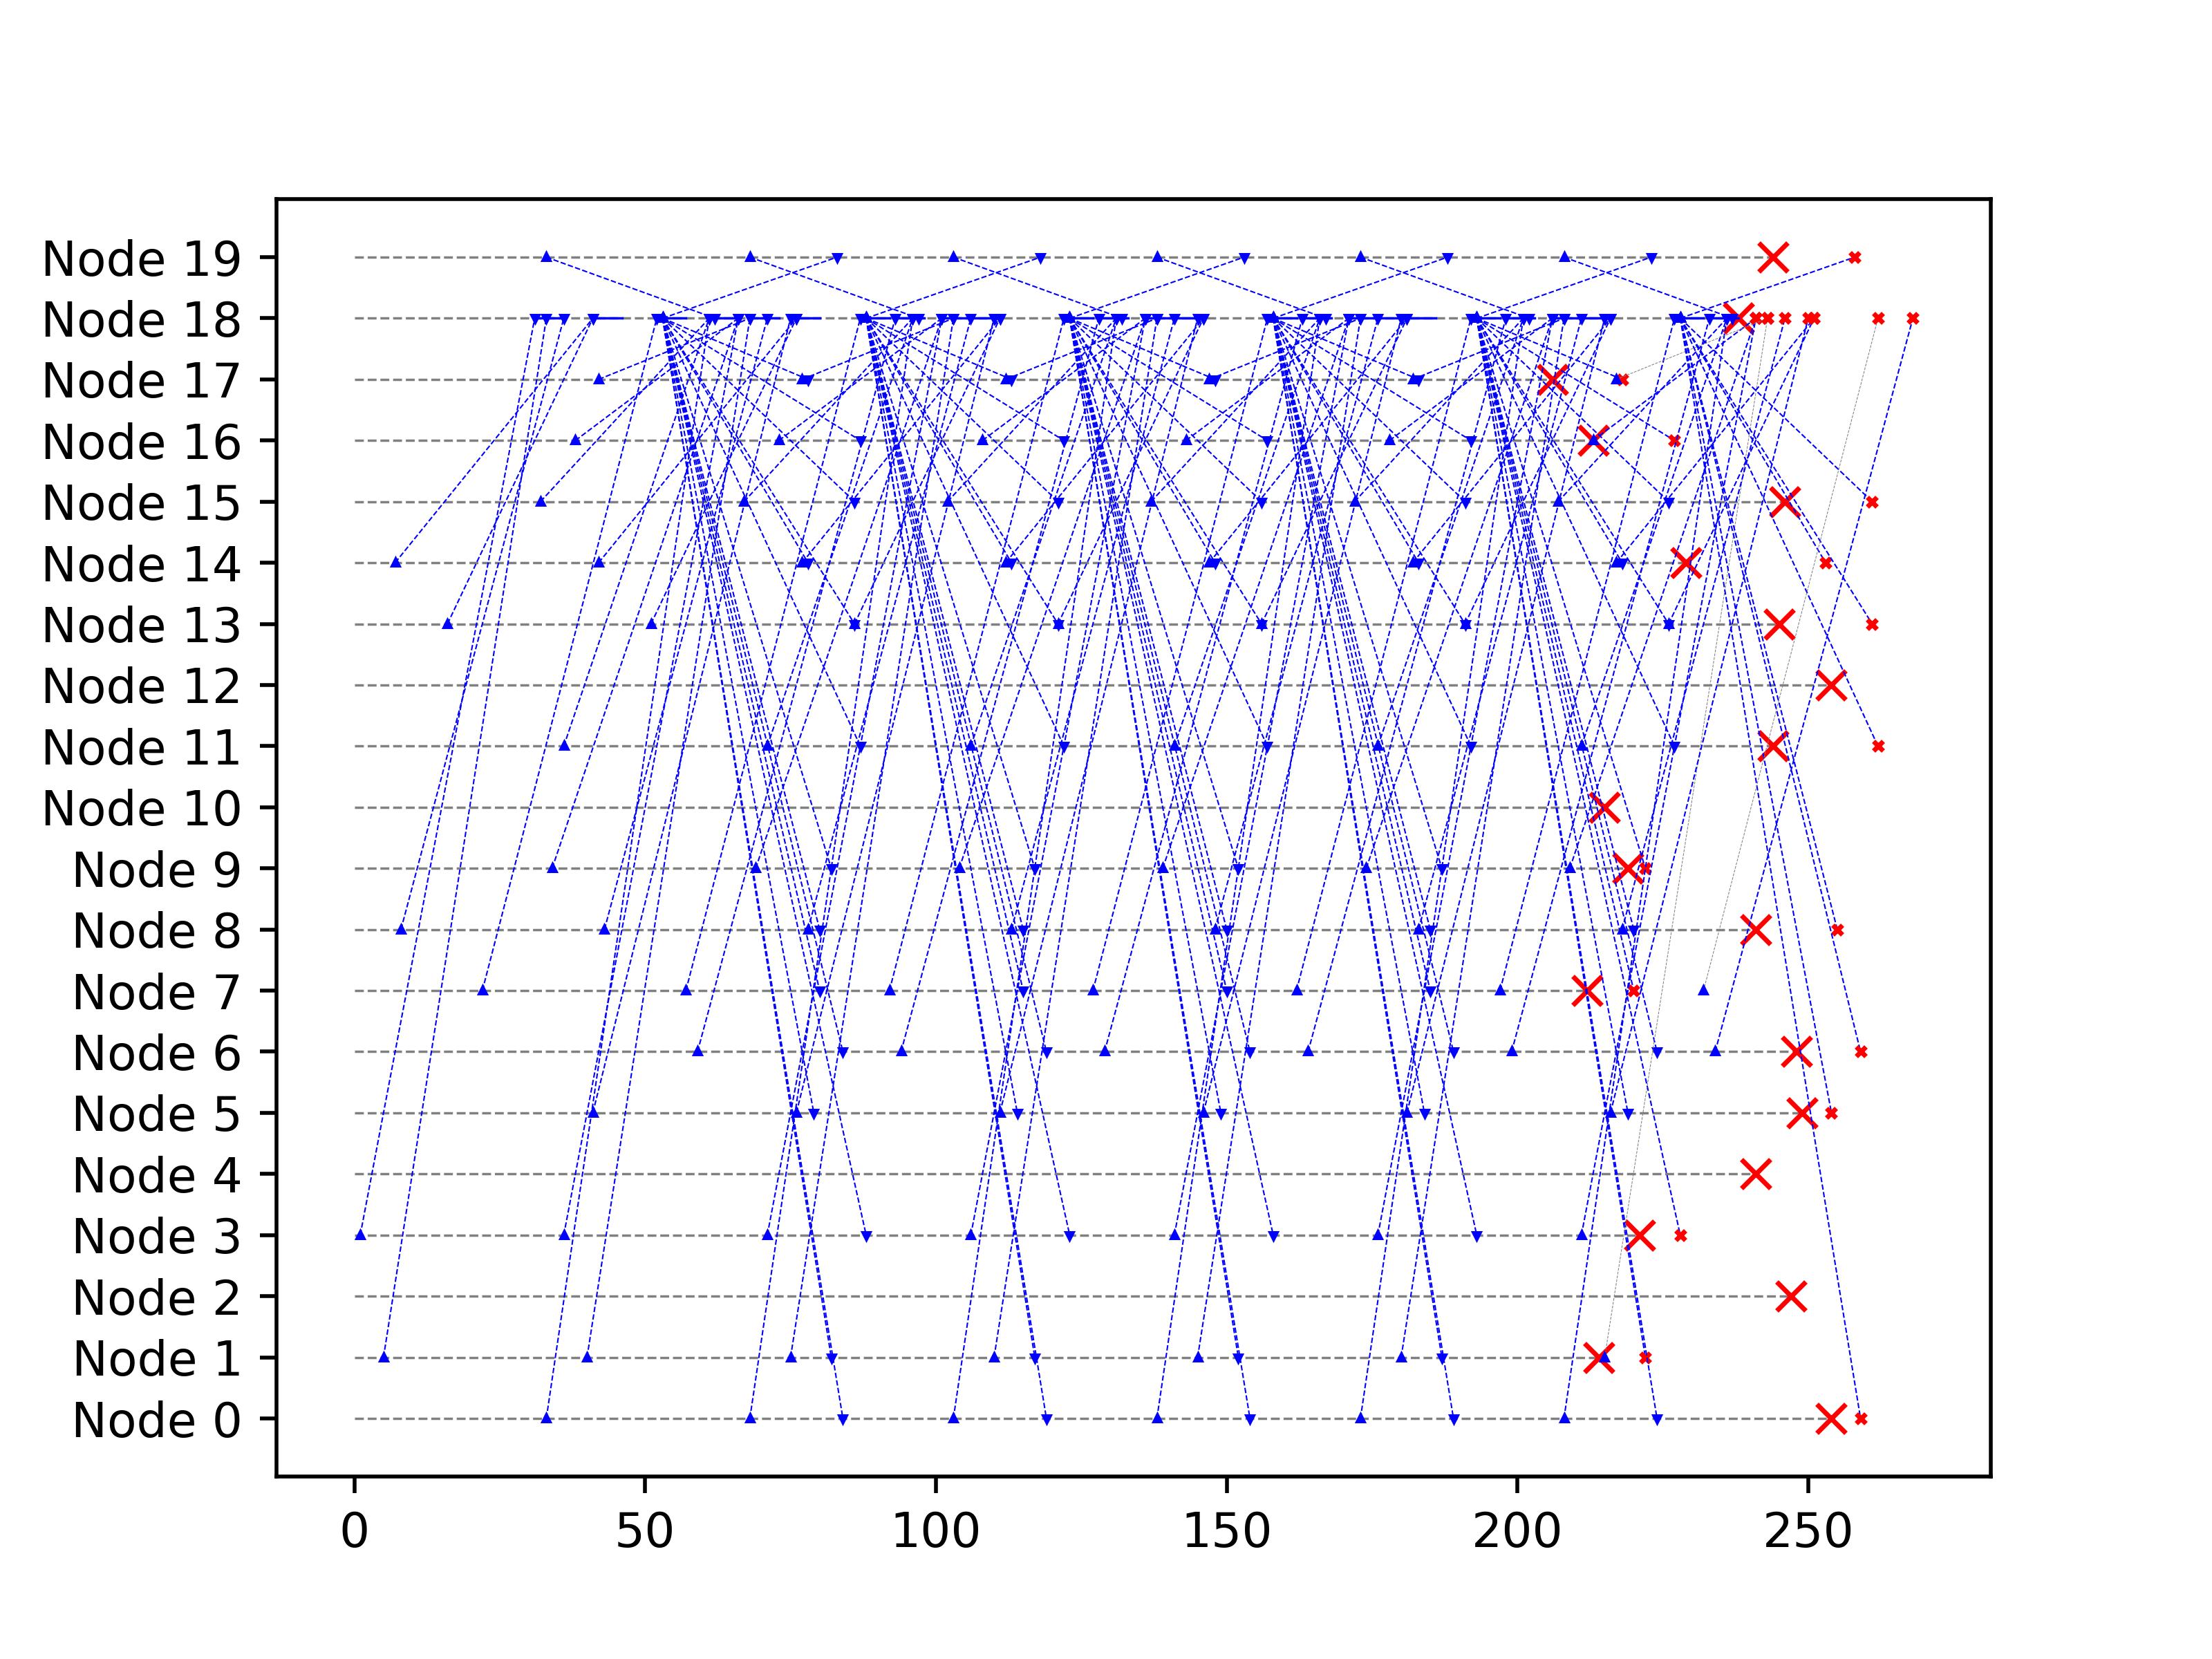 Node 19
Node 18
Node 17
Node 16
Node 15
Node 14
Node 13
Node 12
Node 11
Node 10
Node 9
Node 8
Node 7
Node 6
Node 5
Node 4
Node 3
Node 2
Node 1
Node 0
0 50 100 150 200 250